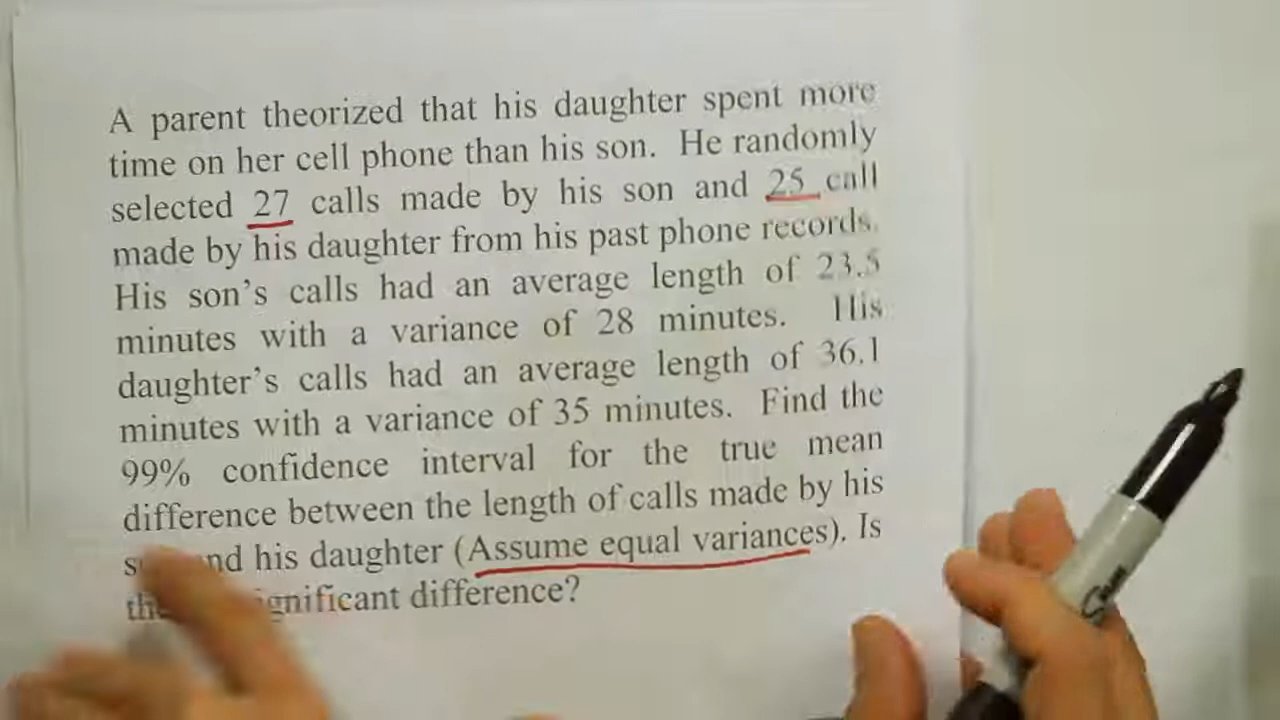 A parent theorized that his daughter spent more
time on her cell phone than his son. He randomly
selected 27 calls made by his son and 25 call
made by his daughter from his past phone records.
His son's calls had an average length of 23.5
minutes with a variance of 28 minutes. His
daughter's calls had an average length of 36.1
minutes with a variance of 35 minutes. Find the
99% confidence interval for the true mean
difference between the length of calls made by his
nd his daughter (Assume equal variances). Is
ignificant difference?